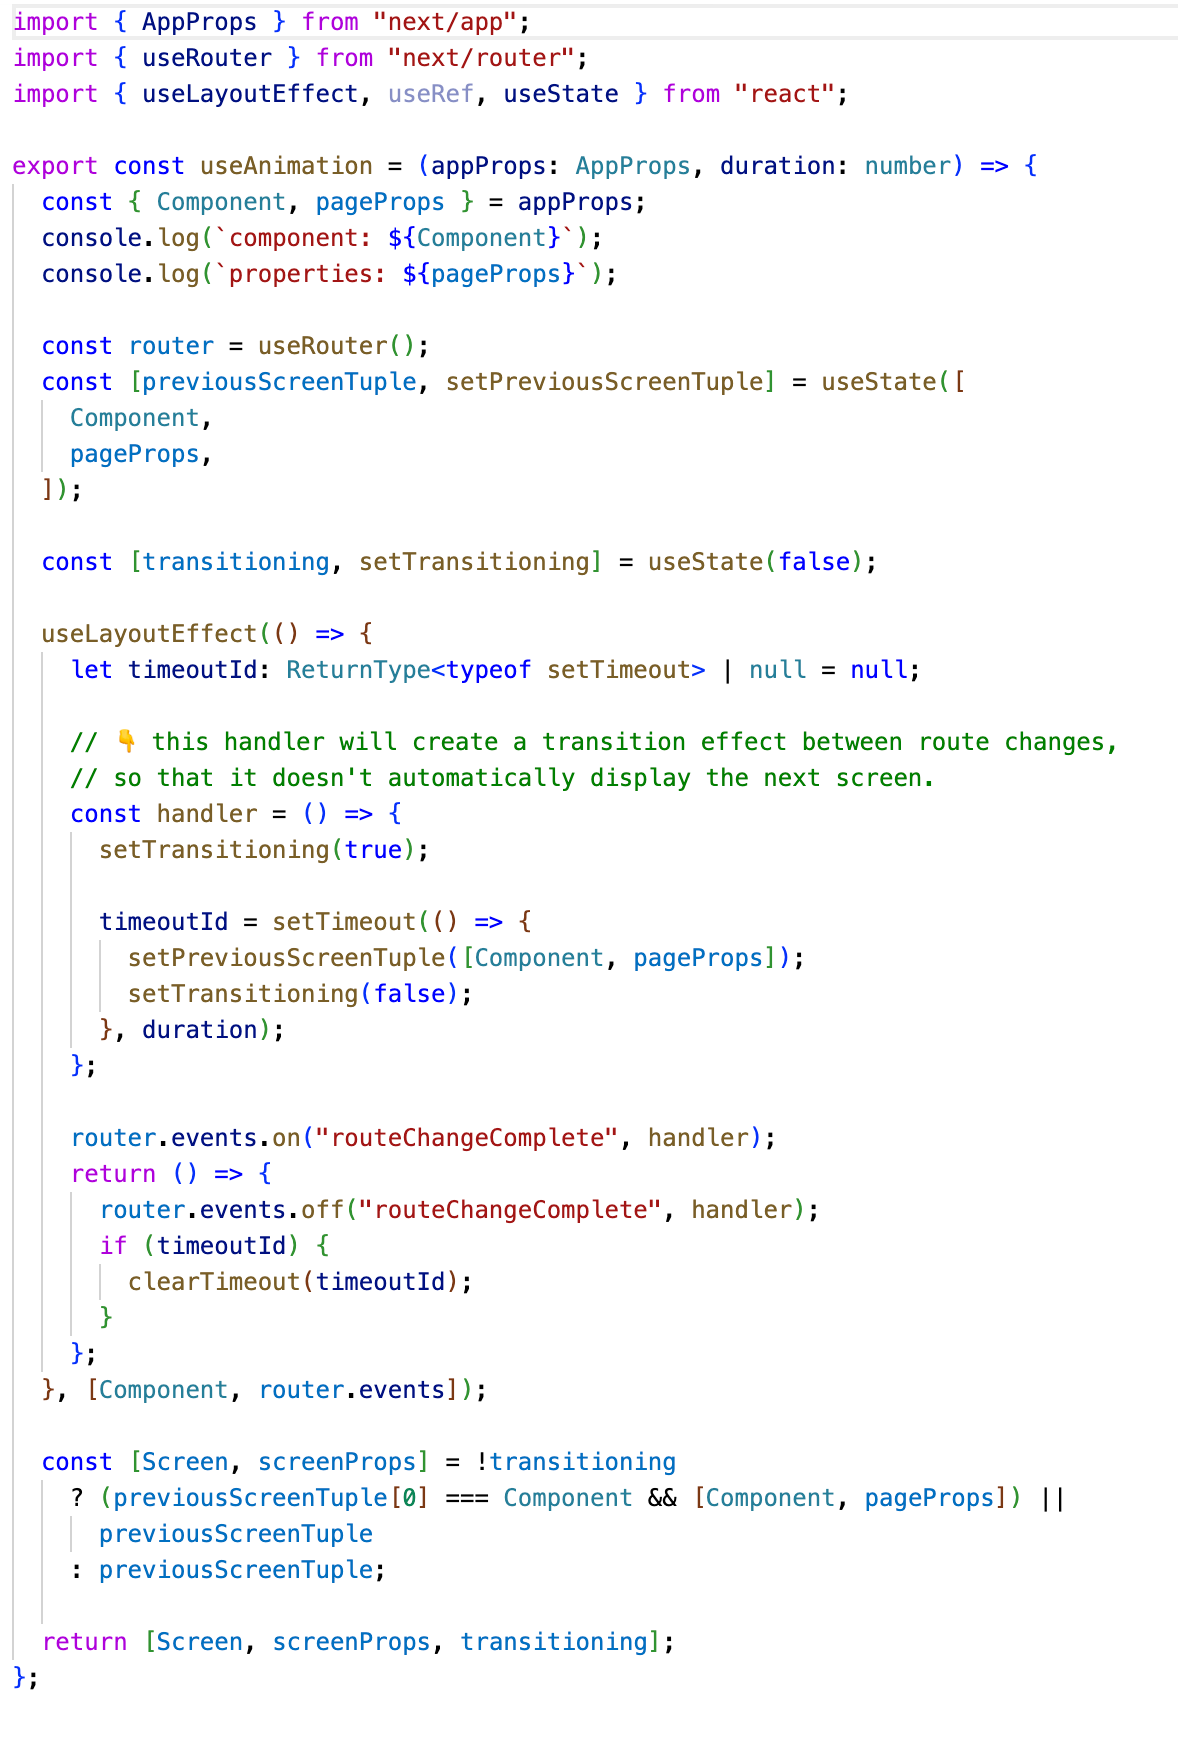 import { AppProps } from "next/app";
import { useRouter } from "next/router";
import { useLayoutEffect, useRef, useState } from "react";

export const useAnimation = (appProps: AppProps, duration: number) => {
  const { Component, pageProps } = appProps;
  console.log(`component: ${Component}`);
  console.log(`properties: ${pageProps}`);

  const router = useRouter();
  const [previousScreenTuple, setPreviousScreenTuple] = useState([
    Component,
    pageProps,
  ]);

  const [transitioning, setTransitioning] = useState(false);

  useLayoutEffect(() => {
    let timeoutId: ReturnType<typeof setTimeout> | null = null;

    // 👇 this handler will create a transition effect between route changes,
    // so that it doesn't automatically display the next screen.
    const handler = () => {
      setTransitioning(true);

      timeoutId = setTimeout(() => {
        setPreviousScreenTuple([Component, pageProps]);
        setTransitioning(false);
      }, duration);
    };

    router.events.on("routeChangeComplete", handler);
    return () => {
      router.events.off("routeChangeComplete", handler);
      if (timeoutId) {
        clearTimeout(timeoutId);
      }
    };
  }, [Component, router.events]);

  const [Screen, screenProps] = !transitioning
    ? (previousScreenTuple[0] === Component && [Component, pageProps]) ||
      previousScreenTuple
    : previousScreenTuple;

  return [Screen, screenProps, transitioning];
};